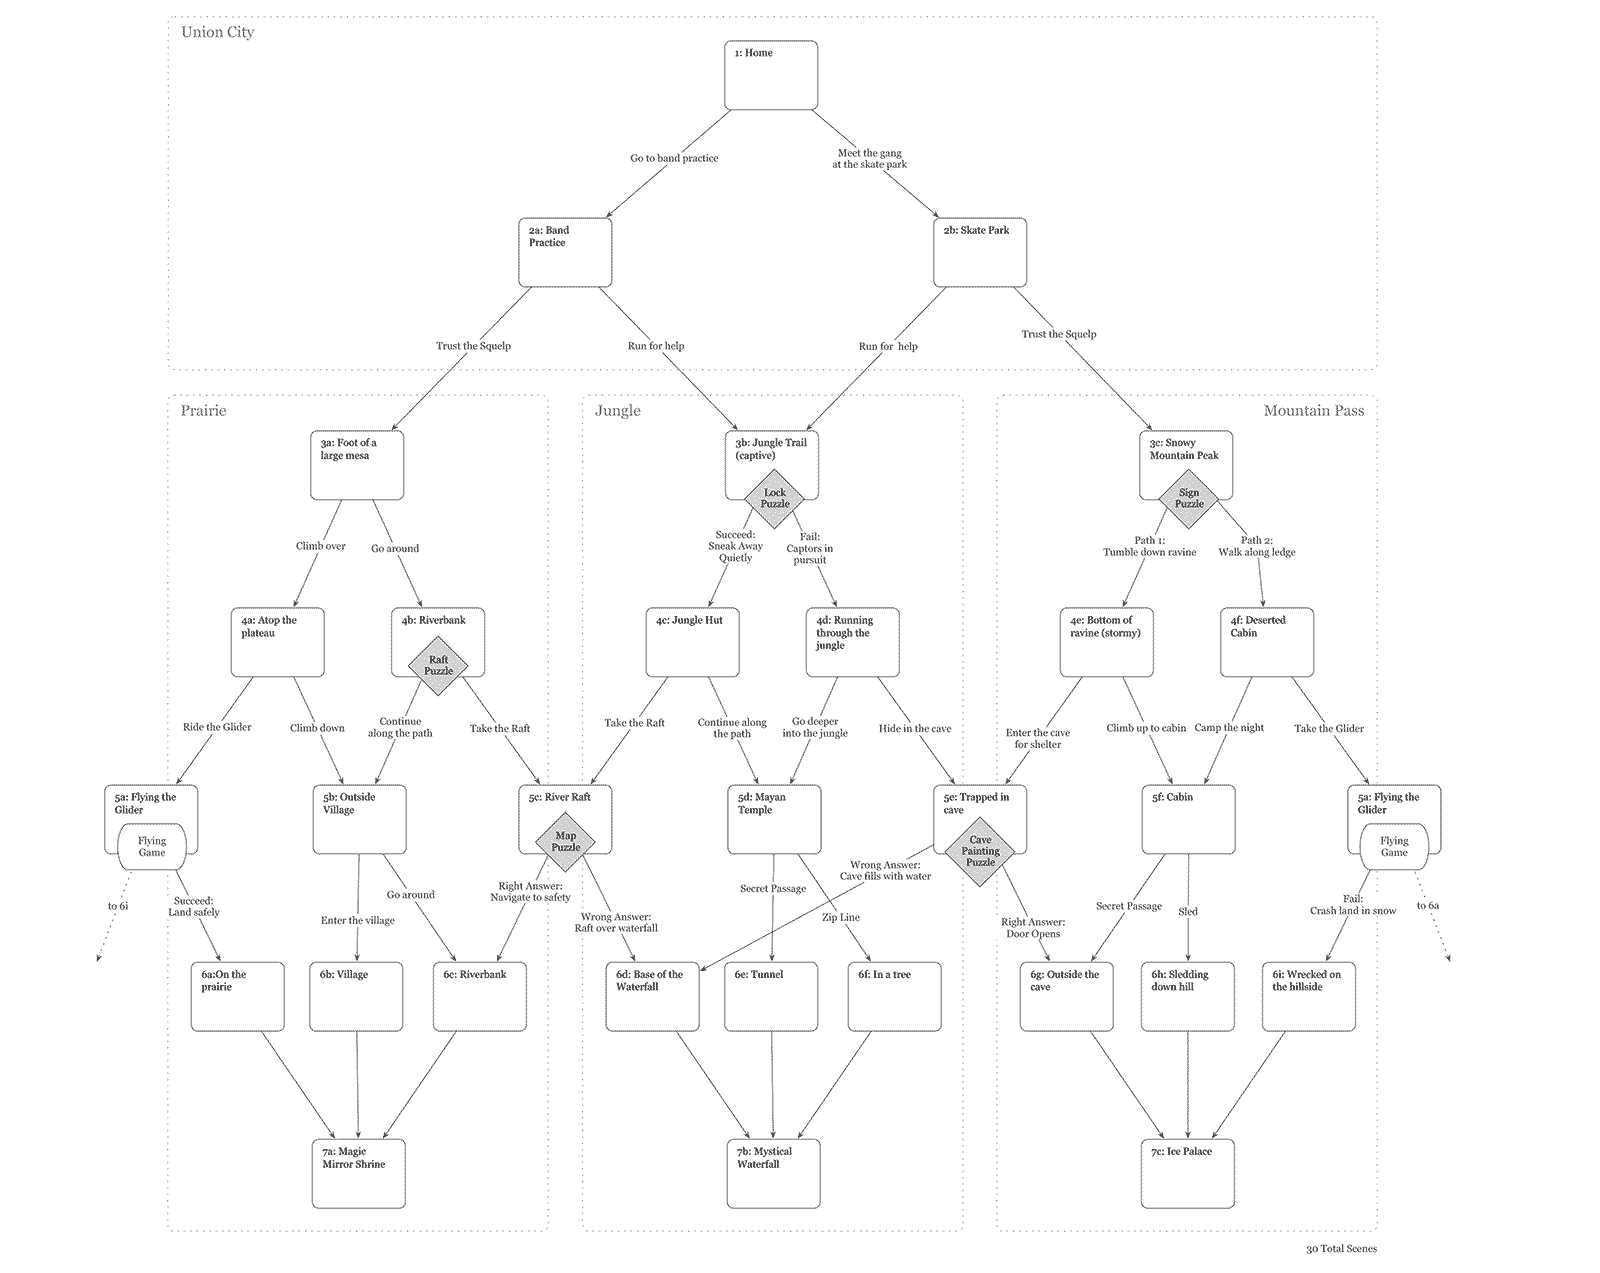 Union City
1: Home
Go to band practice
Meet the gang
at the skate park
2a: Band
Practice
2b: Skate Park
Trust the Squelp
Run for help
Run for  help
Trust the Squelp
Prairie
Jungle
Mountain Pass
3a: Foot of a
large mesa
3b: Jungle Trail
(captive)
Lock
Puzzle
3c: Snowy
Mountain Peak
Sign
Puzzle
Climb over
Go around
Succeed:
Sneak Away
Quietly
Fail:
Captors in
pursuit
Path 1:
Tumble down ravine
Path 2:
Walk along ledge
4a: Atop the
plateau
4b: Riverbank
Raft
Puzzle
4c: Jungle Hut
4d: Running
through the
jungle
4e: Bottom of
ravine (stormy)
4f: Deserted
Cabin
Ride the Glider
Climb down
Continue
along the path
Take the Raft
Take the Raft
Continue along
the path
Go deeper
into the jungle
Hide in the cave
Enter the cave
for shelter
Climb up to cabin
Camp the night
Take the Glider
5a: Flying the
Glider
Flying
Game
5b: Outside
Village
5c: River Raft
Map
Puzzle
5d: Mayan
Temple
5e: Trapped in
cave
Cave
Painting
Puzzle
5f: Cabin
5a: Flying the
Glider
Flying
Game
to 6i
Succeed:
Land safely
Enter the village
Go around
Right Answer:
Navigate to safety
Wrong Answer:
Raft over waterfall
Secret Passage
Zip Line
Wrong Answer:
Cave fills with water
Right Answer:
Door Opens
Secret Passage
Sled
Fail:
Crash land in snow
to 6a
6a:On the
prairie
6b: Village
6c: Riverbank
6d: Base of the
Waterfall
6e: Tunnel
6f: In a tree
6g: Outside the
cave
6h: Sledding
down hill
6i: Wrecked on
the hillside
7a: Magic
Mirror Shrine
7b: Mystical
Waterfall
7c: Ice Palace
30 Total Scenes